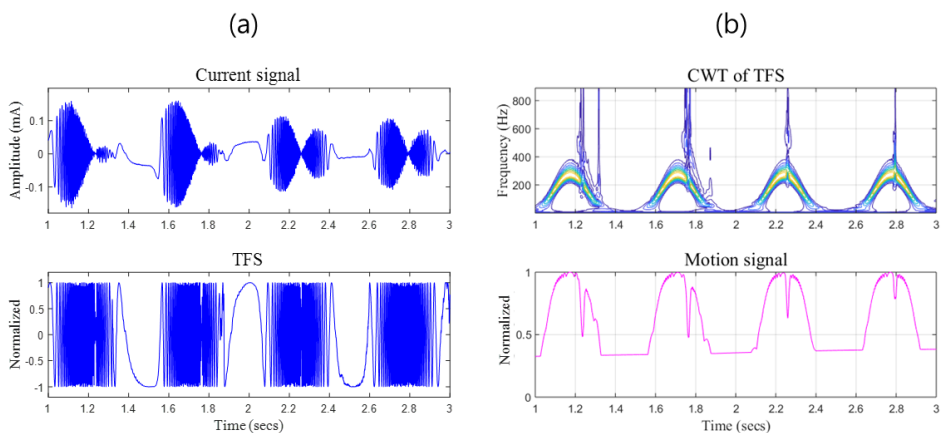 (a)
(b)
Current signal
Amplitude (mA)
0.1
0
-0.1
1 1.2 1.4 1.6 1.8 2 2.2 2.4 2.6 2.8 3
CWT of TFS
Frequency (Hz)
800
600
400
200
1 1.2 1.4 1.6 1.8 2 2.2 2.4 2.6 2.8 3
TFS
Normalized
1
0.5
0
-0.5
-1
1 1.2 1.4 1.6 1.8 2 2.2 2.4 2.6 2.8 3
Time (secs)
Motion signal
Normalized
1
0.5
0
1 1.2 1.4 1.6 1.8 2 2.2 2.4 2.6 2.8 3
Time (secs)